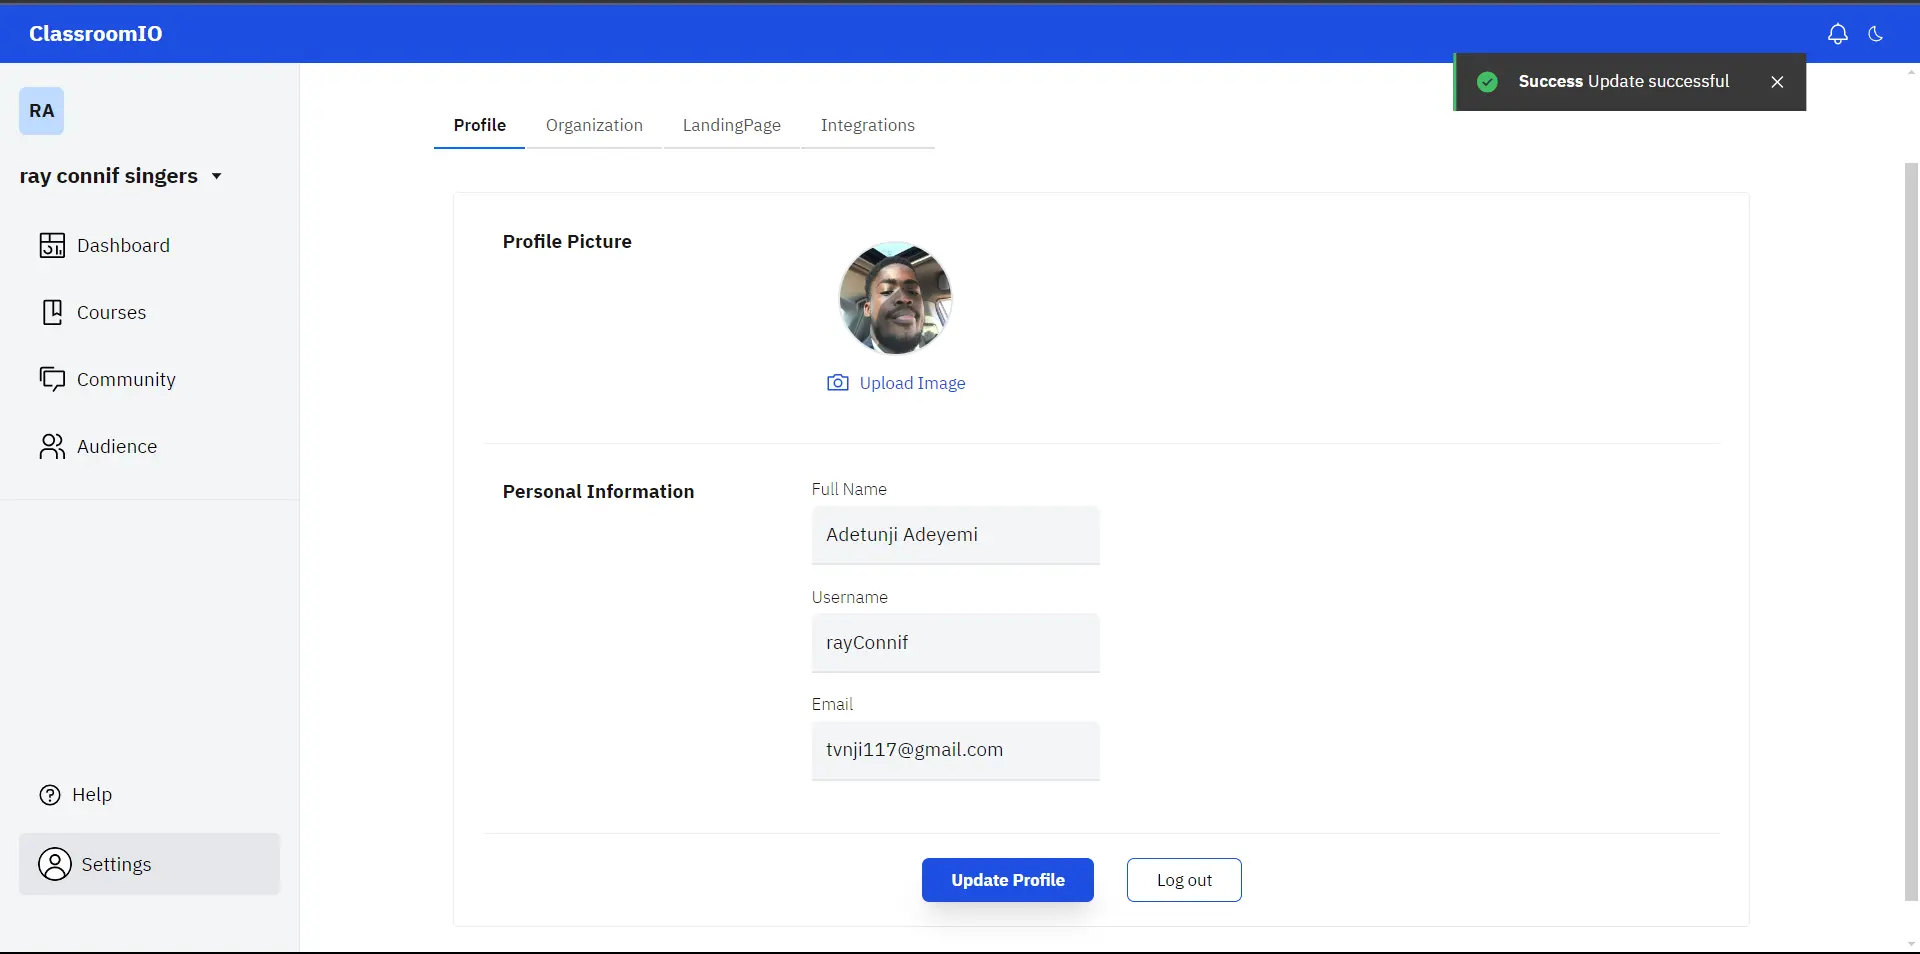 ClassroomIO
Success Update successful
RA
ray connif singers
Dashboard
Courses
Community
Audience
Help
Settings
Profile
Organization
LandingPage
Integrations
Profile Picture
Upload Image
Personal Information
Full Name
Adetunji Adeyemi
Username
rayConnif
Email
tvnji117@gmail.com
Update Profile
Log out